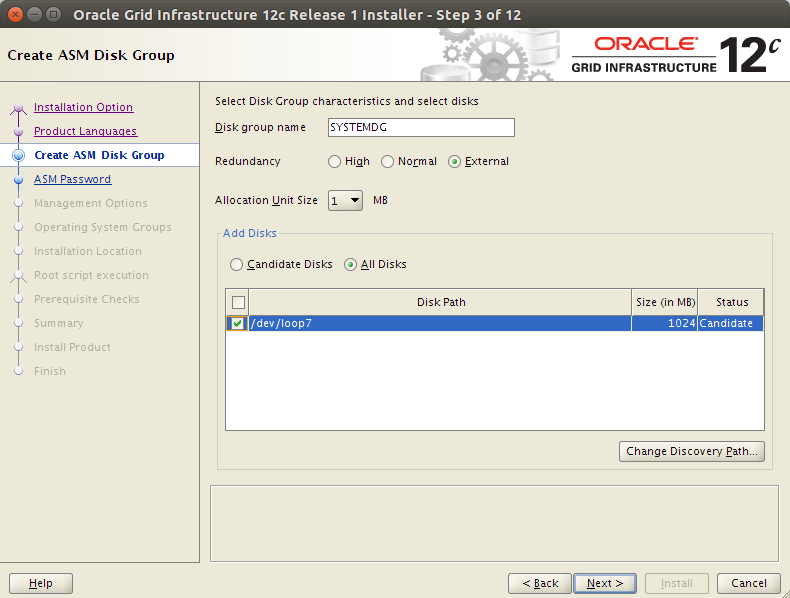 Oracle Grid Infrastructure 12c Release 1 Installer - Step 3 of 12
Create ASM Disk Group
ORACLE®
GRID INFRASTRUCTURE 12c
Installation Option
Product Languages
Create ASM Disk Group
ASM Password
Management Options
Operating System Groups
Installation Location
Root script execution
Prerequisite Checks
Summary
Install Product
Finish
Select Disk Group characteristics and select disks
Disk group name SYSTEMDG
Redundancy High Normal External
Allocation Unit Size 1 MB
Add Disks
Candidate Disks All Disks
Disk Path Size (in MB) Status
/dev/loop7 1024 Candidate
Change Discovery Path...
Help < Back Next > Install Cancel